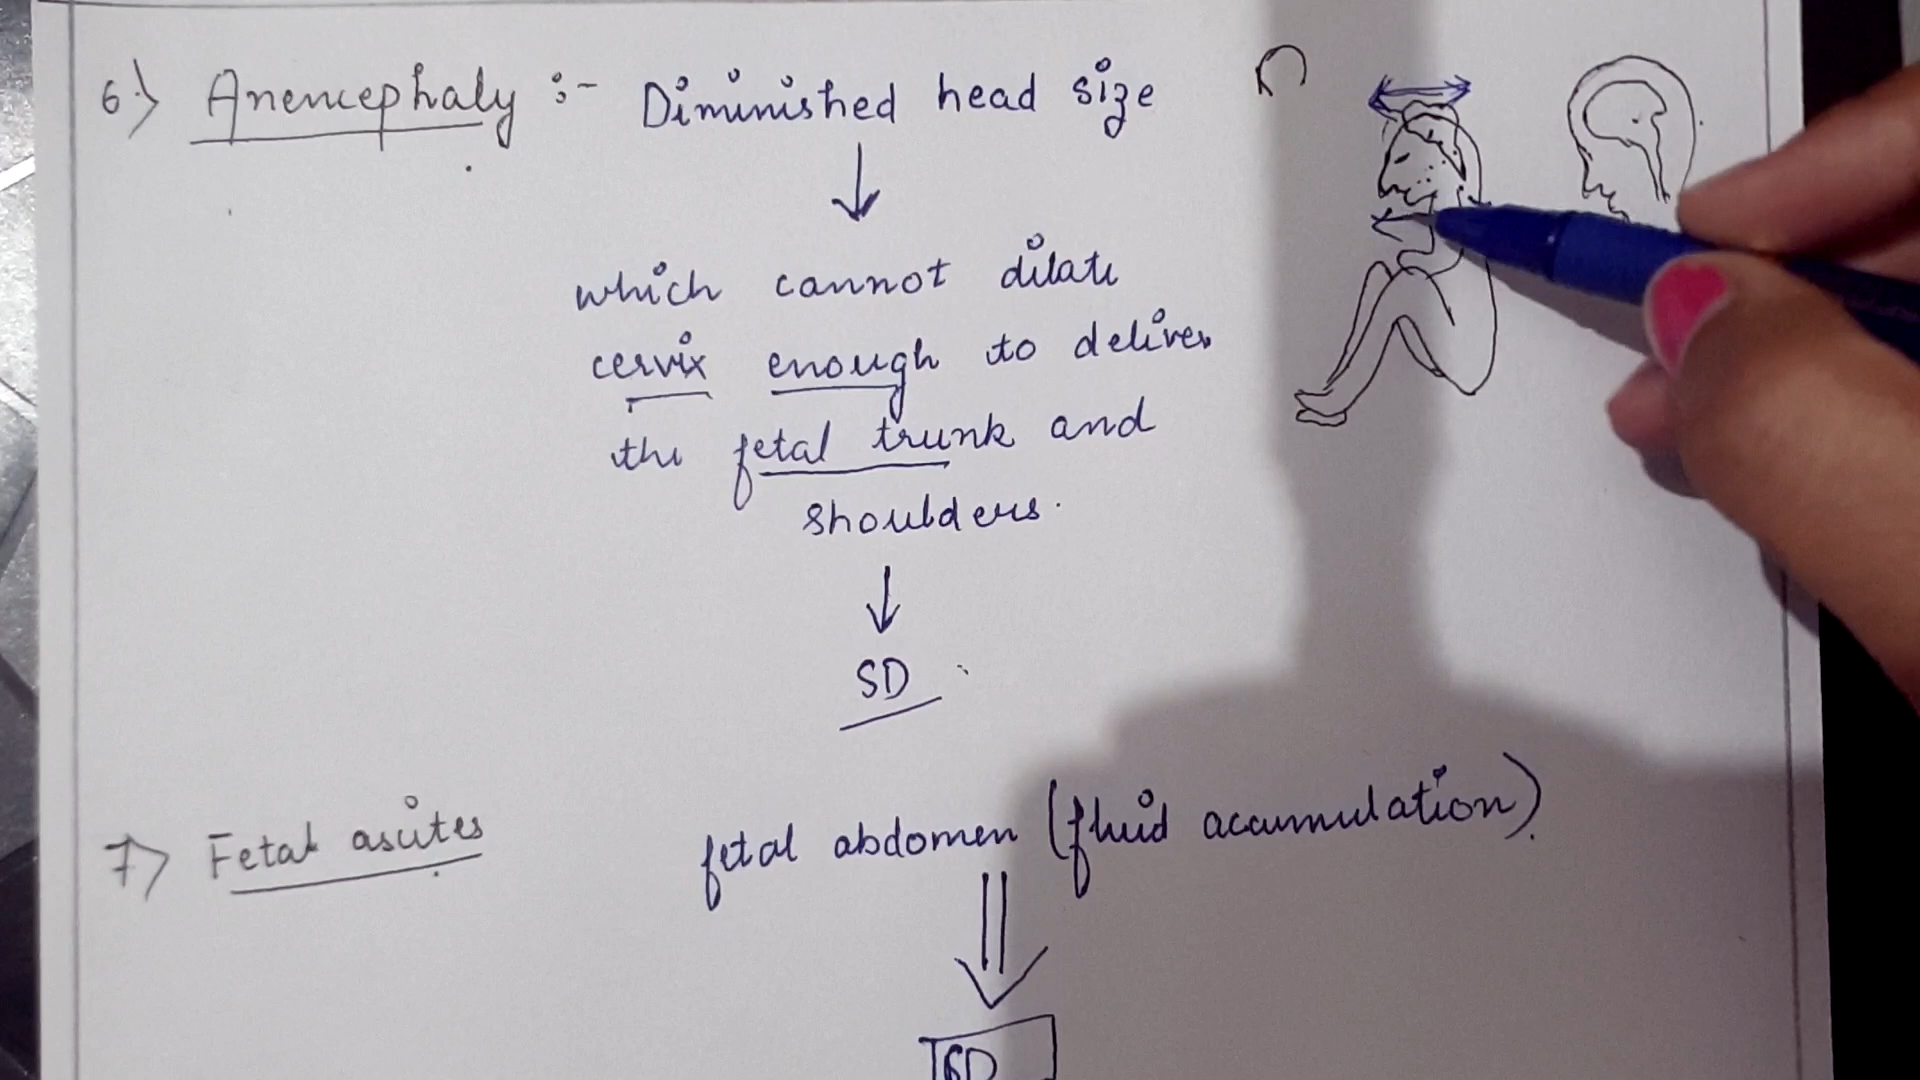 6) Anencephaly :- Diminished head size
which cannot dilate
cervix enough to deliver
the fetal trunk and
shoulders.
SD
7) Fetal ascites fetal abdomen (fluid accumulation)
SD